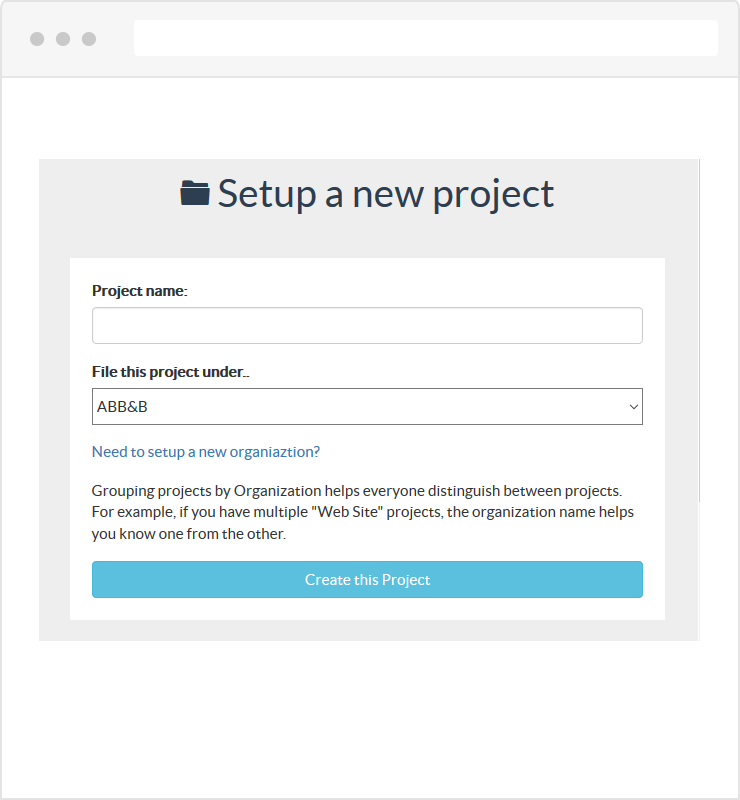 Setup a new project
Project name:
File this project under..
ABB&B
Need to setup a new organiaztion?
Grouping projects by Organization helps everyone distinguish between projects.
For example, if you have multiple "Web Site" projects, the organization name helps
you know one from the other.
Create this Project